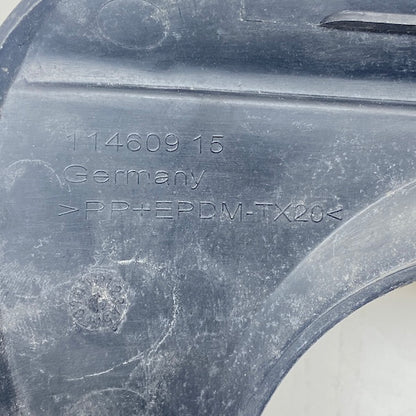 114609 15
Germany
>PP+EPDM-TX20<